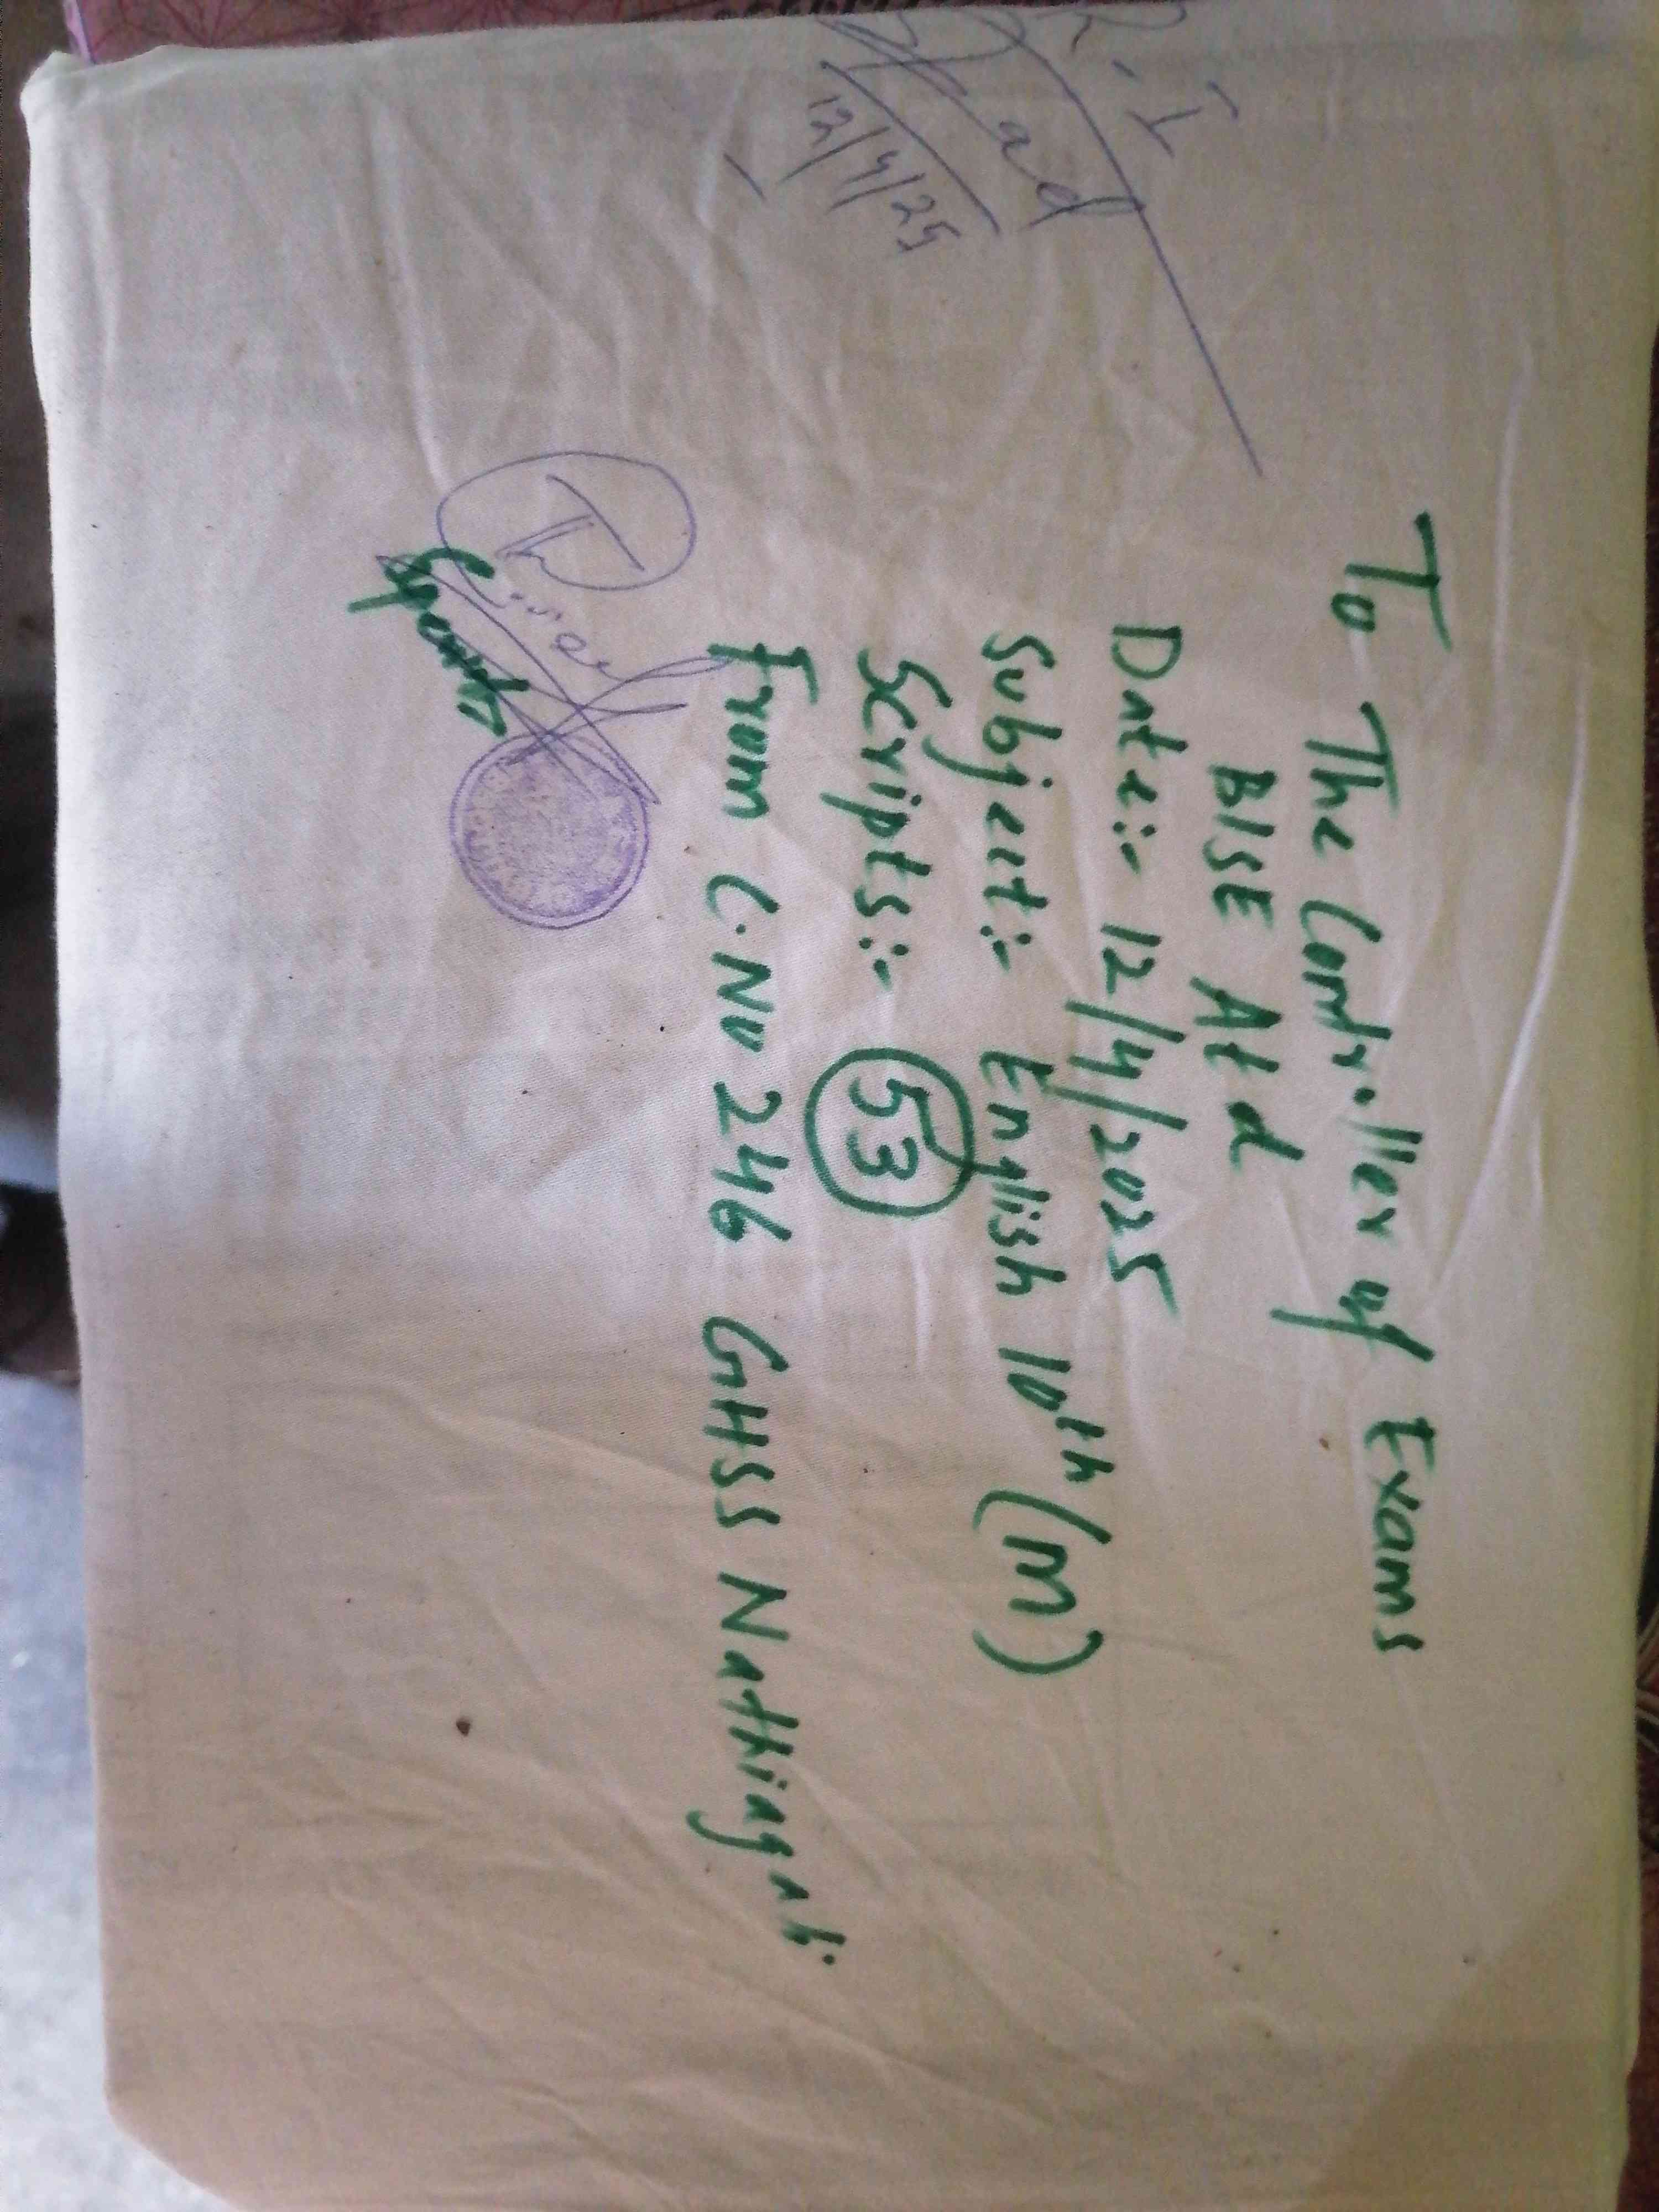 To The Controller of Exams
BISE Atd
Date:- 12/4/2025
Subject:- English 10th (M)
Scripts:- 53
From C.No 246 GHSS Nathiagali
Supdt
R.I
12/4/25